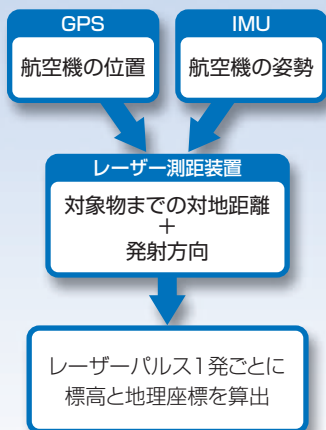 GPS
航空機の位置
IMU
航空機の姿勢
レーザー測距装置
対象物までの対地距離
+
発射方向
レーザーパルス1発ごとに
標高と地理座標を算出